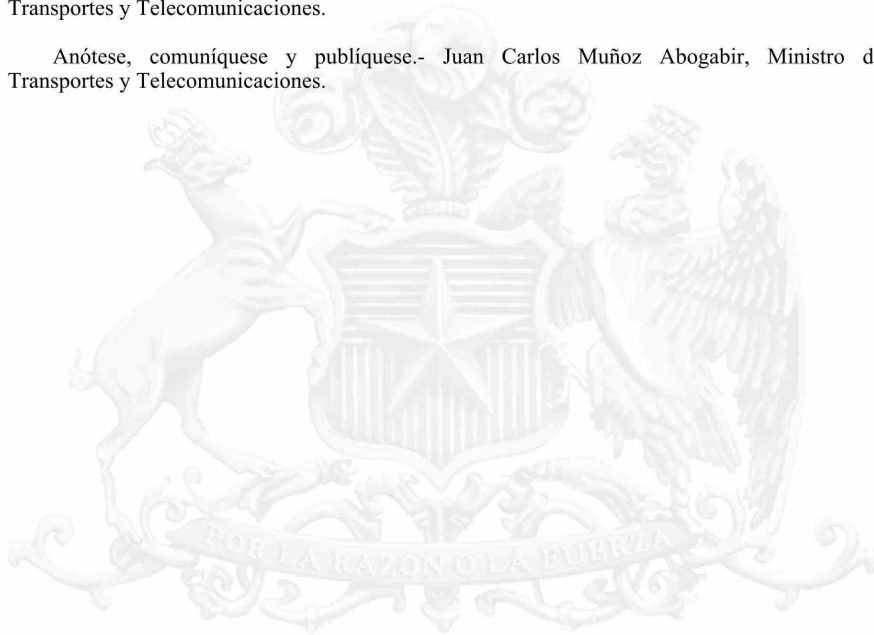 Transportes y Telecomunicaciones.
Anótese, comuníquese y publíquese.- Juan Carlos Muñoz Abogabir, Ministro d
Transportes y Telecomunicaciones.
POR LA RAZON O LA FUERZA